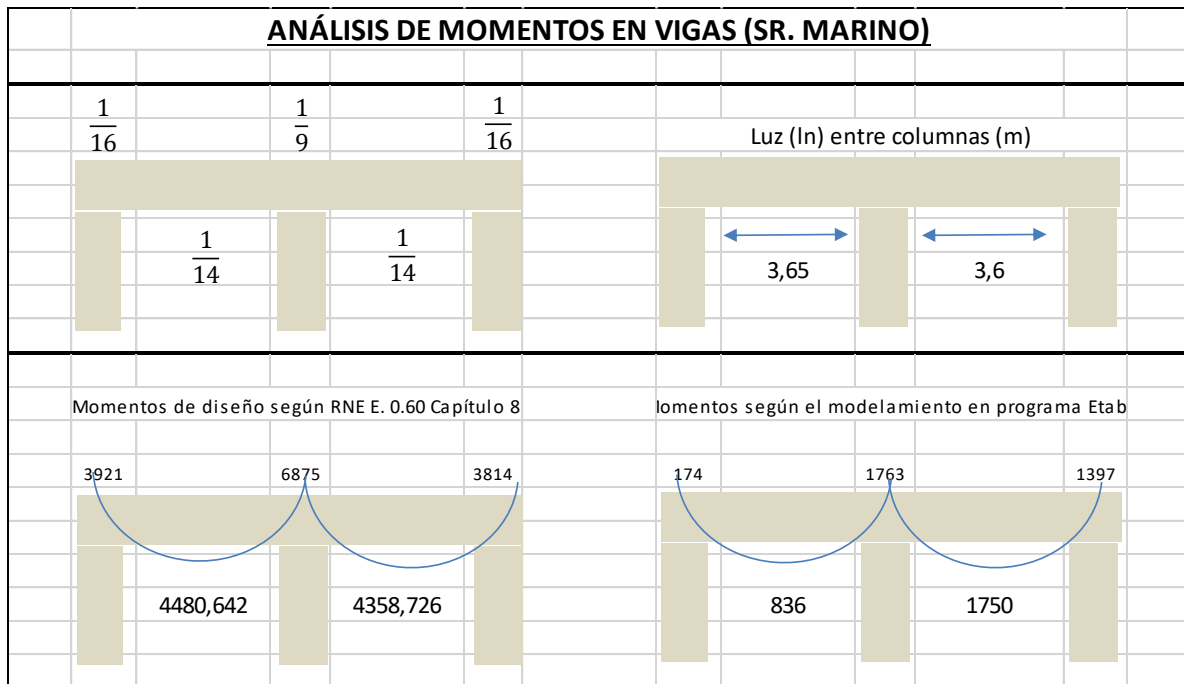 ANÁLISIS DE MOMENTOS EN VIGAS (SR. MARINO)
1/16 1/9 1/16
1/14 1/14
Luz (ln) entre columnas (m)
3,65 3,6
Momentos de diseño según RNE E. 0.60 Capítulo 8
3921 6875 3814
4480,642 4358,726
lomentos según el modelamiento en programa Etab
174 1763 1397
836 1750